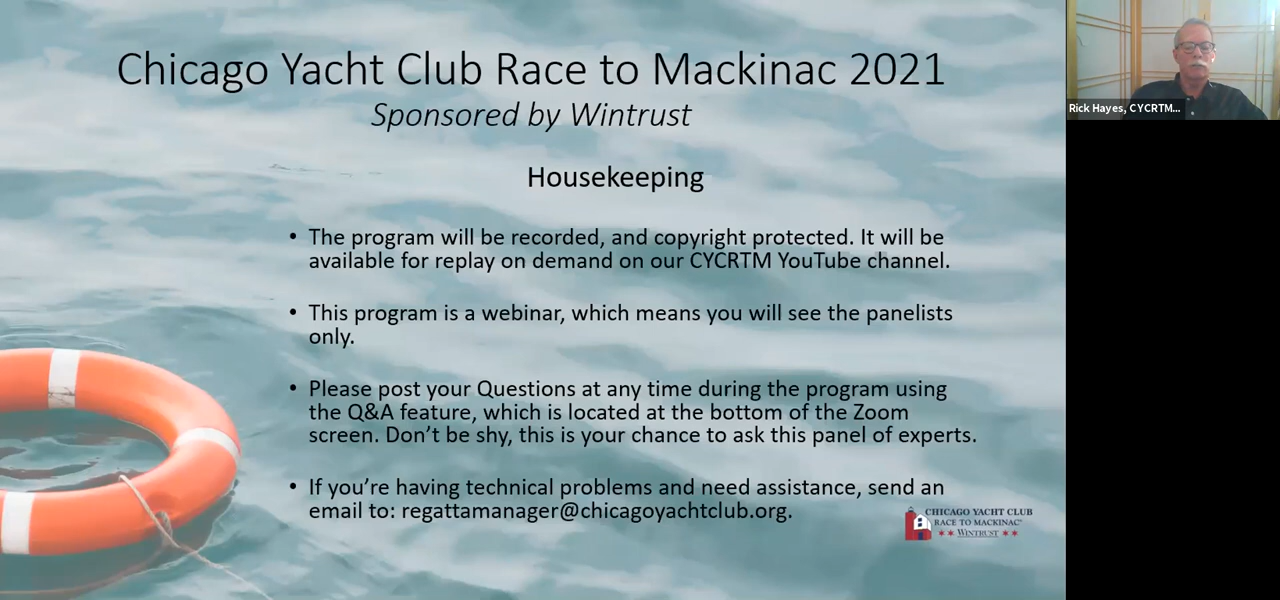 Chicago Yacht Club Race to Mackinac 2021
Sponsored by Wintrust
Housekeeping
• The program will be recorded, and copyright protected. It will be
available for replay on demand on our CYCRTM YouTube channel.
• This program is a webinar, which means you will see the panelists
only.
• Please post your Questions at any time during the program using
the Q&A feature, which is located at the bottom of the Zoom
screen. Don’t be shy, this is your chance to ask this panel of experts.
• If you’re having technical problems and need assistance, send an
email to: regattamanager@chicagoyachtclub.org.
CHICAGO YACHT CLUB
RACE TO MACKINAC
WINTRUST
Rick Hayes, CYCRTM...